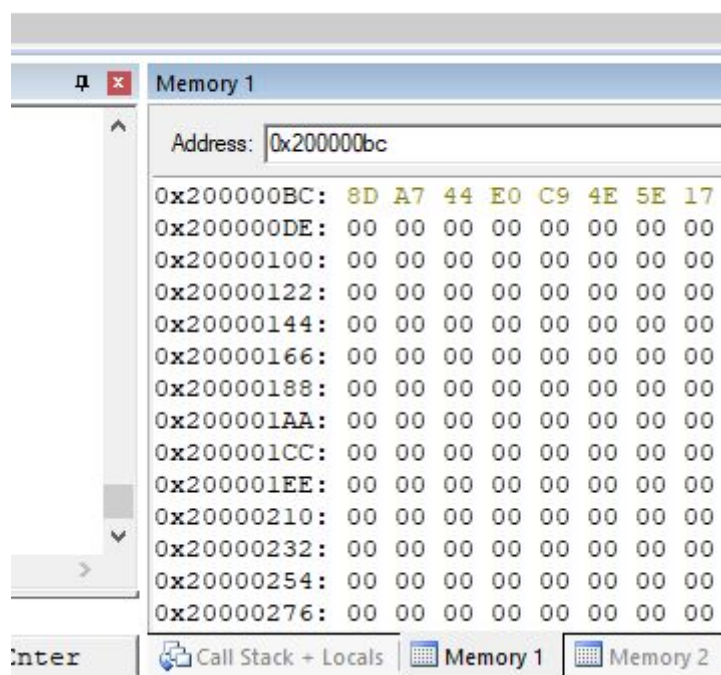 Memory 1
Address: 0x200000bc
0x200000BC: 8D A7 44 E0 C9 4E 5E 17
0x200000DE: 00 00 00 00 00 00 00 00
0x20000100: 00 00 00 00 00 00 00 00
0x20000122: 00 00 00 00 00 00 00 00
0x20000144: 00 00 00 00 00 00 00 00
0x20000166: 00 00 00 00 00 00 00 00
0x20000188: 00 00 00 00 00 00 00 00
0x200001AA: 00 00 00 00 00 00 00 00
0x200001CC: 00 00 00 00 00 00 00 00
0x200001EE: 00 00 00 00 00 00 00 00
0x20000210: 00 00 00 00 00 00 00 00
0x20000232: 00 00 00 00 00 00 00 00
0x20000254: 00 00 00 00 00 00 00 00
0x20000276: 00 00 00 00 00 00 00 00
nter Call Stack + Locals Memory 1 Memory 2